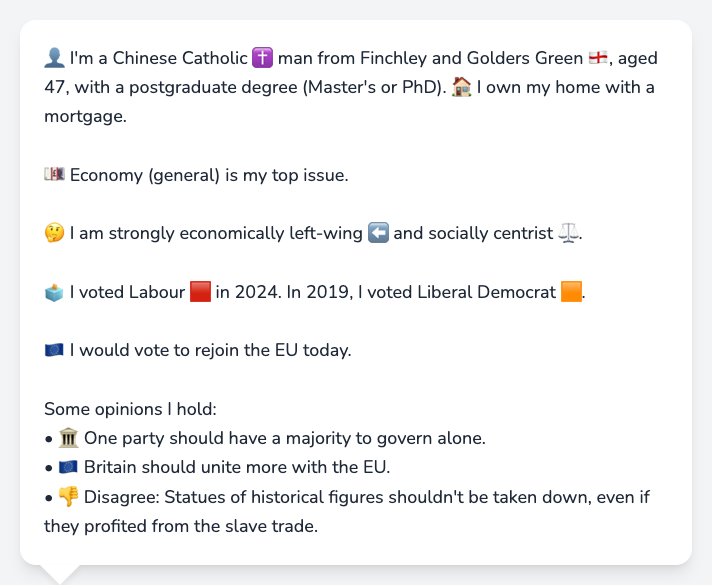 👤 I'm a Chinese Catholic ✝️ man from Finchley and Golders Green 🏴󠁧󠁢󠁥󠁮󠁧󠁿, aged
47, with a postgraduate degree (Master's or PhD). 🏠 I own my home with a
mortgage.
💷 Economy (general) is my top issue.
🤔 I am strongly economically left-wing ⬅️ and socially centrist ⚖️.
🗳️ I voted Labour 🟥 in 2024. In 2019, I voted Liberal Democrat 🟧.
🇪🇺 I would vote to rejoin the EU today.
Some opinions I hold:
• 🏛️ One party should have a majority to govern alone.
• 🇪🇺 Britain should unite more with the EU.
• 👎 Disagree: Statues of historical figures shouldn't be taken down, even if
they profited from the slave trade.